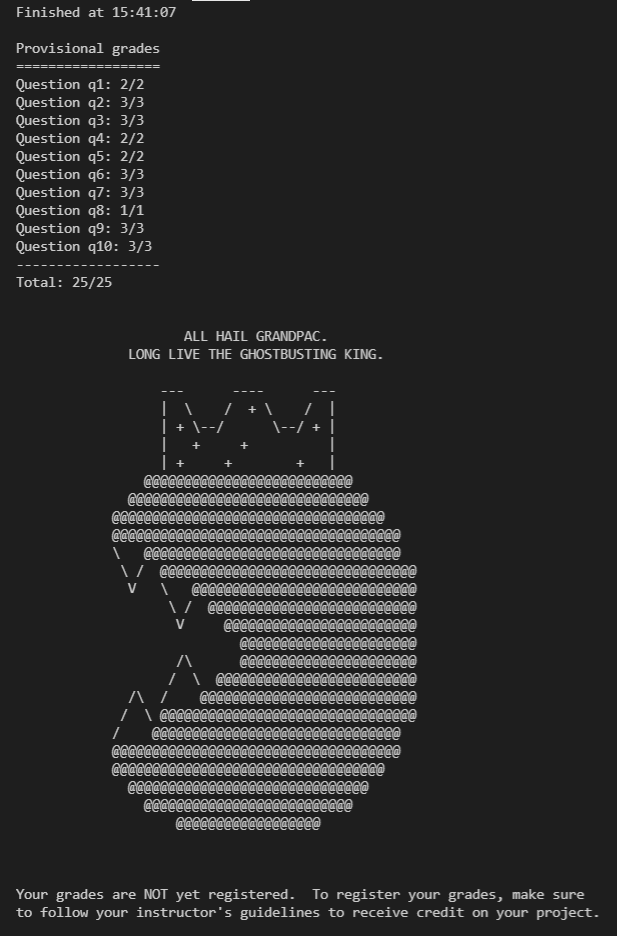 Finished at 15:41:07
Provisional grades
==================
Question q1: 2/2
Question q2: 3/3
Question q3: 3/3
Question q4: 2/2
Question q5: 2/2
Question q6: 3/3
Question q7: 3/3
Question q8: 1/1
Question q9: 3/3
Question q10: 3/3
------------------
Total: 25/25
ALL HAIL GRANDPAC.
LONG LIVE THE GHOSTBUSTING KING.
Your grades are NOT yet registered.  To register your grades, make sure
to follow your instructor's guidelines to receive credit on your project.